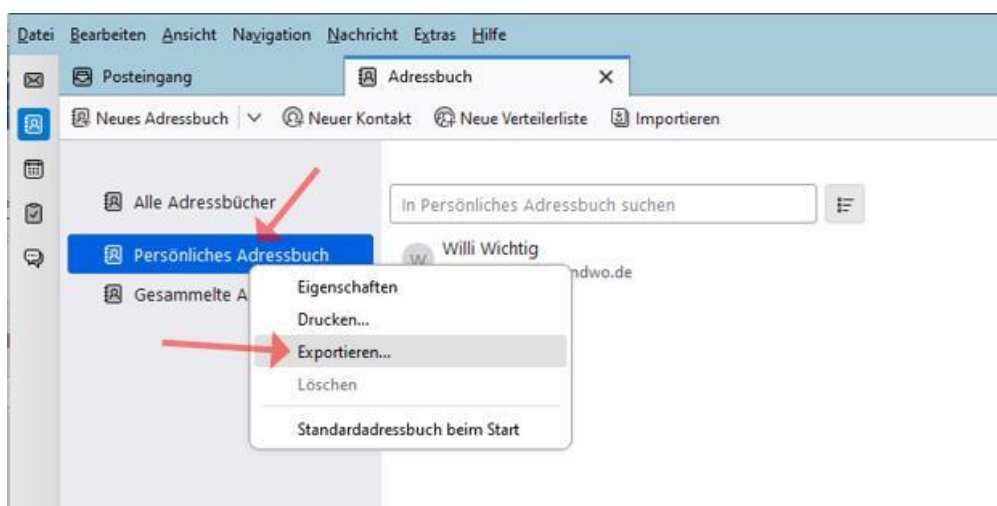 Datei Bearbeiten Ansicht Navigation Nachricht Extras Hilfe
Posteingang Adressbuch
Neues Adressbuch Neuer Kontakt Neue Verteilerliste Importieren
Alle Adressbücher
In Persönliches Adressbuch suchen
Persönliches Adressbuch
W Willi Wichtig
ndwo.de
Gesammelte A
Eigenschaften
Drucken...
Exportieren...
Löschen
Standardadressbuch beim Start